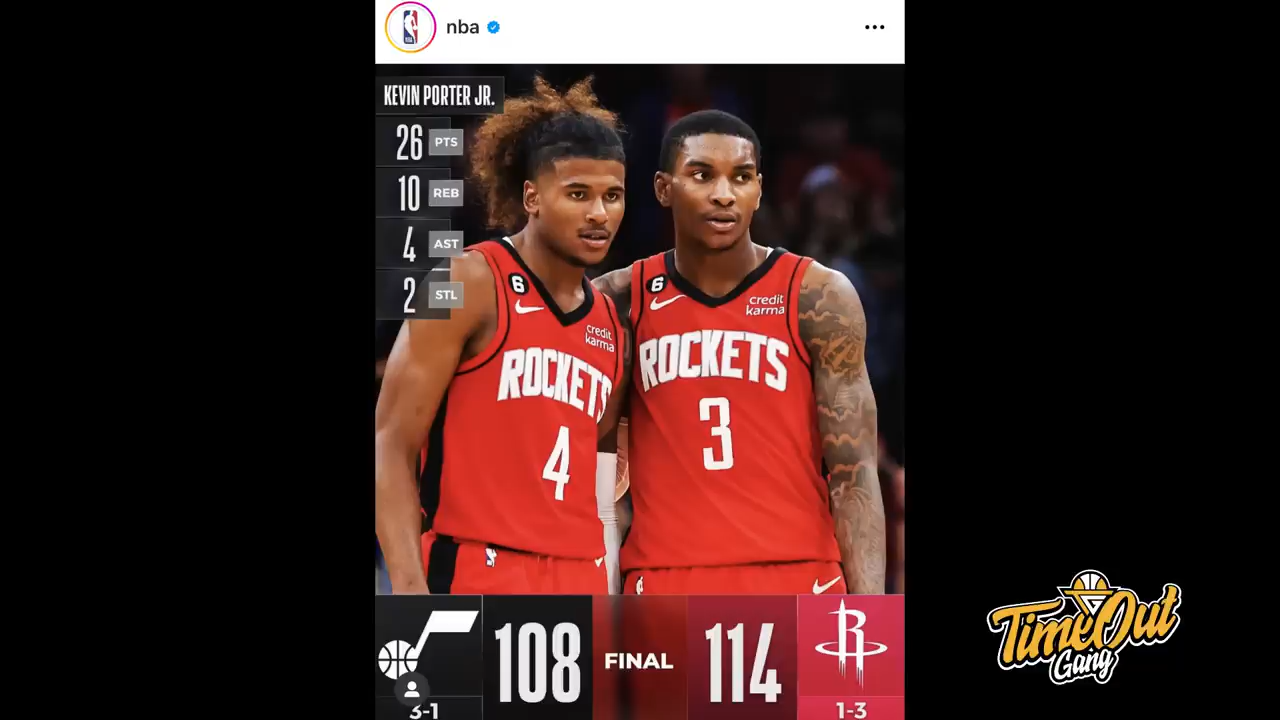 nba
KEVIN PORTER JR.
26 PTS
10 REB
4 AST
2 STL
6
credit
karma
ROCKETS
4
6
credit
karma
ROCKETS
3
108 FINAL 114
3-1
1-3
TimeOut
Gang